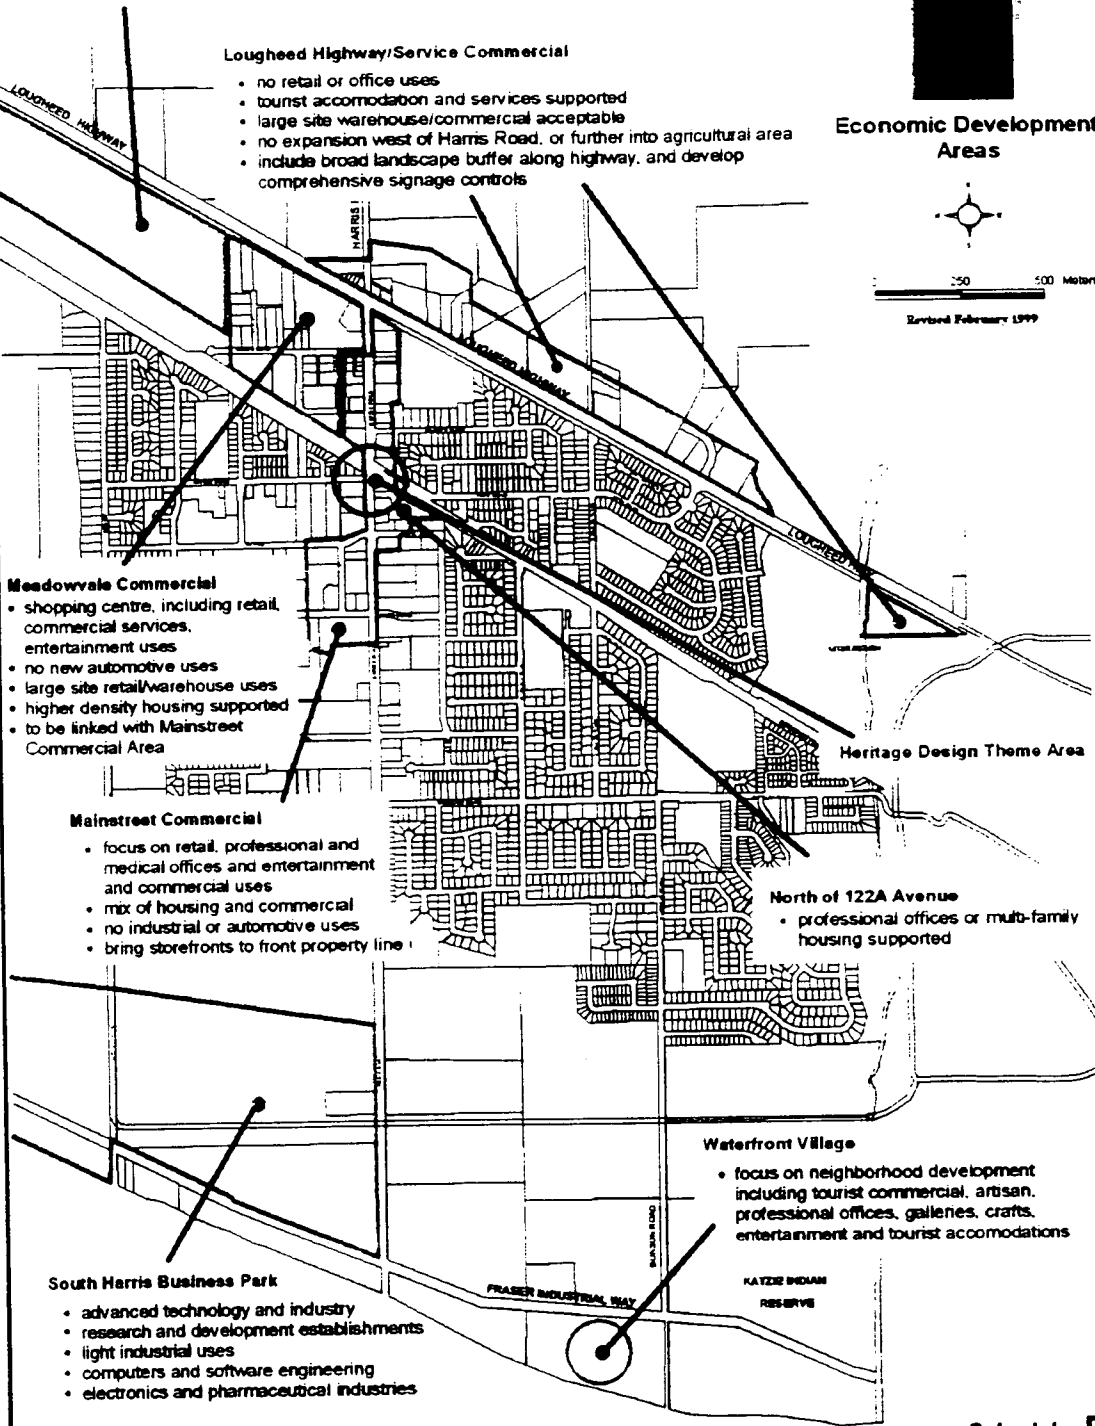 Lougheed Highway/Service Commercial
• no retail or office uses
• tourist accomodation and services supported
• large site warehouse/commercial acceptable
• no expansion west of Harris Road, or further into agricultural area
• include broad landscape buffer along highway, and develop
comprehensive signage controls
Economic Development
Areas
250 500 Meters
Revised February 1999
LOUGHEED HIGHWAY
HARRIS
LOUGHEED HIGHWAY
LOUGHEED
Meadowvale Commercial
• shopping centre, including retail,
commercial services,
entertainment uses
• no new automotive uses
• large site retail/warehouse uses
• higher density housing supported
• to be linked with Mainstreet
Commercial Area
Heritage Design Theme Area
Mainstreet Commercial
• focus on retail, professional and
medical offices and entertainment
and commercial uses
• mix of housing and commercial
• no industrial or automotive uses
• bring storefronts to front property line
North of 122A Avenue
• professional offices or multi-family
housing supported
Waterfront Village
• focus on neighborhood development
including tourist commercial, artisan,
professional offices, galleries, crafts,
entertainment and tourist accomodations
ROAD
KATZIE INDIAN
RESERVE
FRASER INDUSTRIAL WAY
South Harris Business Park
• advanced technology and industry
• research and development establishments
• light industrial uses
• computers and software engineering
• electronics and pharmaceutical industries